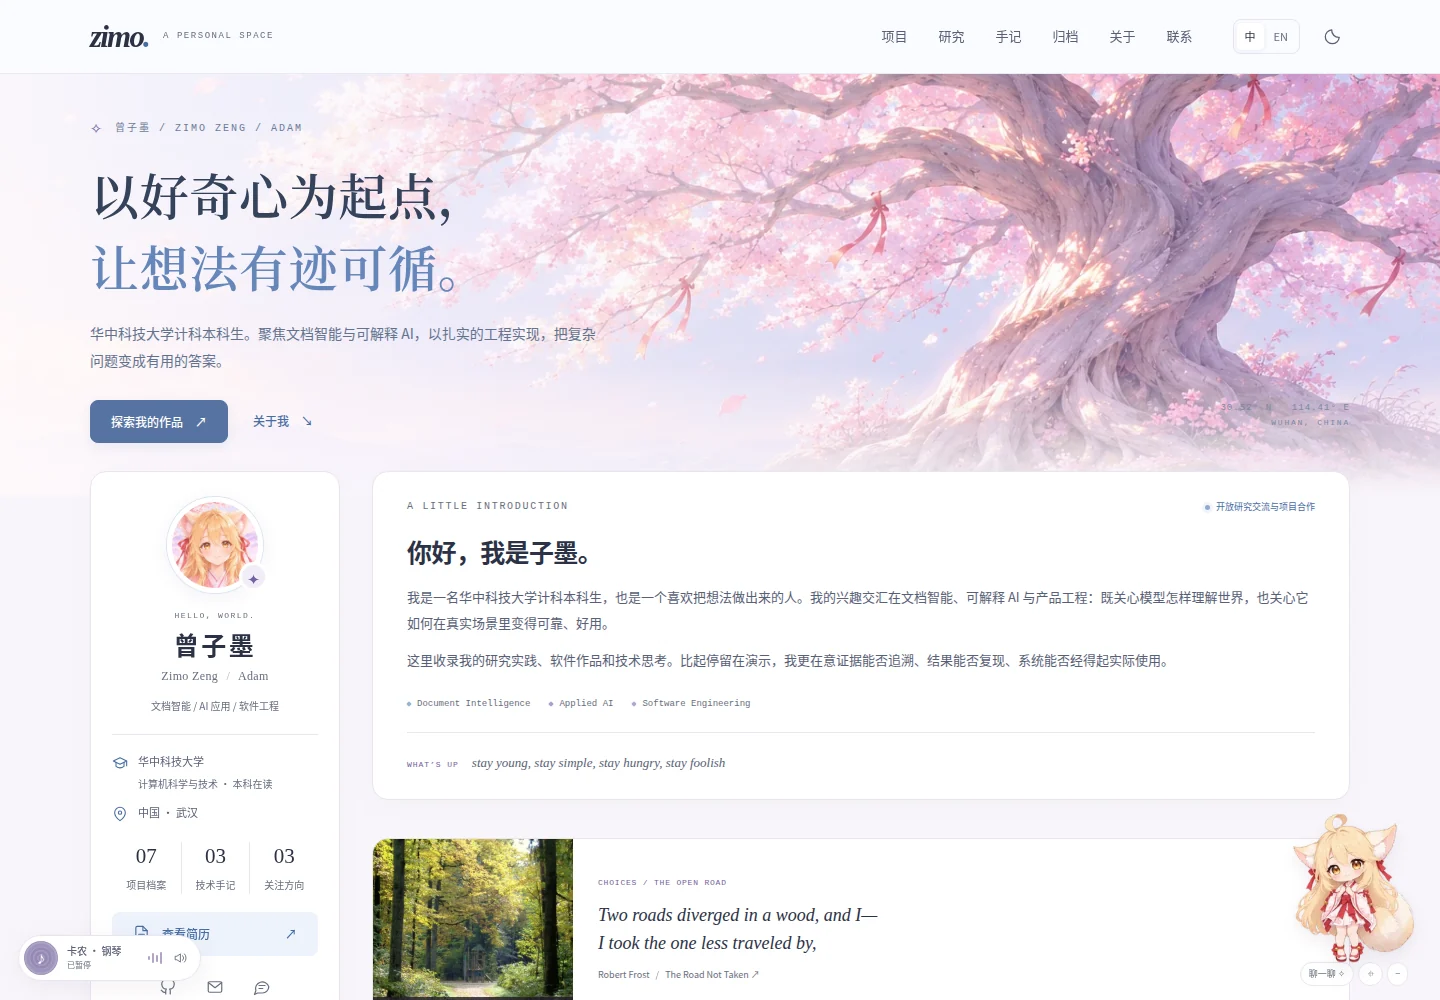 zimo.
A PERSONAL SPACE
项目 研究 手记 归档 关于 联系
中 EN
曾子墨 / ZIMO ZENG / ADAM
以好奇心为起点，
让想法有迹可循。
华中科技大学计科本科生。聚焦文档智能与可解释 AI，以扎实的工程实现，把复杂
问题变成有用的答案。
探索我的作品 ↗
关于我 ↘
114.41° E
WUHAN, CHINA
HELLO, WORLD.
曾子墨
Zimo Zeng / Adam
文档智能 / AI 应用 / 软件工程
华中科技大学
计算机科学与技术 · 本科在读
中国 · 武汉
07 03 03
项目档案 技术手记 关注方向
查看简历 ↗
卡农 · 钢琴
已暂停
A LITTLE INTRODUCTION
开放研究交流与项目合作
你好，我是子墨。
我是一名华中科技大学计科本科生，也是一个喜欢把想法做出来的人。我的兴趣交汇在文档智能、可解释 AI 与产品工程：既关心模型怎样理解世界，也关心它
如何在真实场景里变得可靠、好用。
这里收录我的研究实践、软件作品和技术思考。比起停留在演示，我更在意证据能否追溯、结果能否复现、系统能否经得起实际使用。
Document Intelligence
Applied AI
Software Engineering
WHAT'S UP
stay young, stay simple, stay hungry, stay foolish
CHOICES / THE OPEN ROAD
Two roads diverged in a wood, and I—
I took the one less traveled by,
Robert Frost / The Road Not Taken ↗